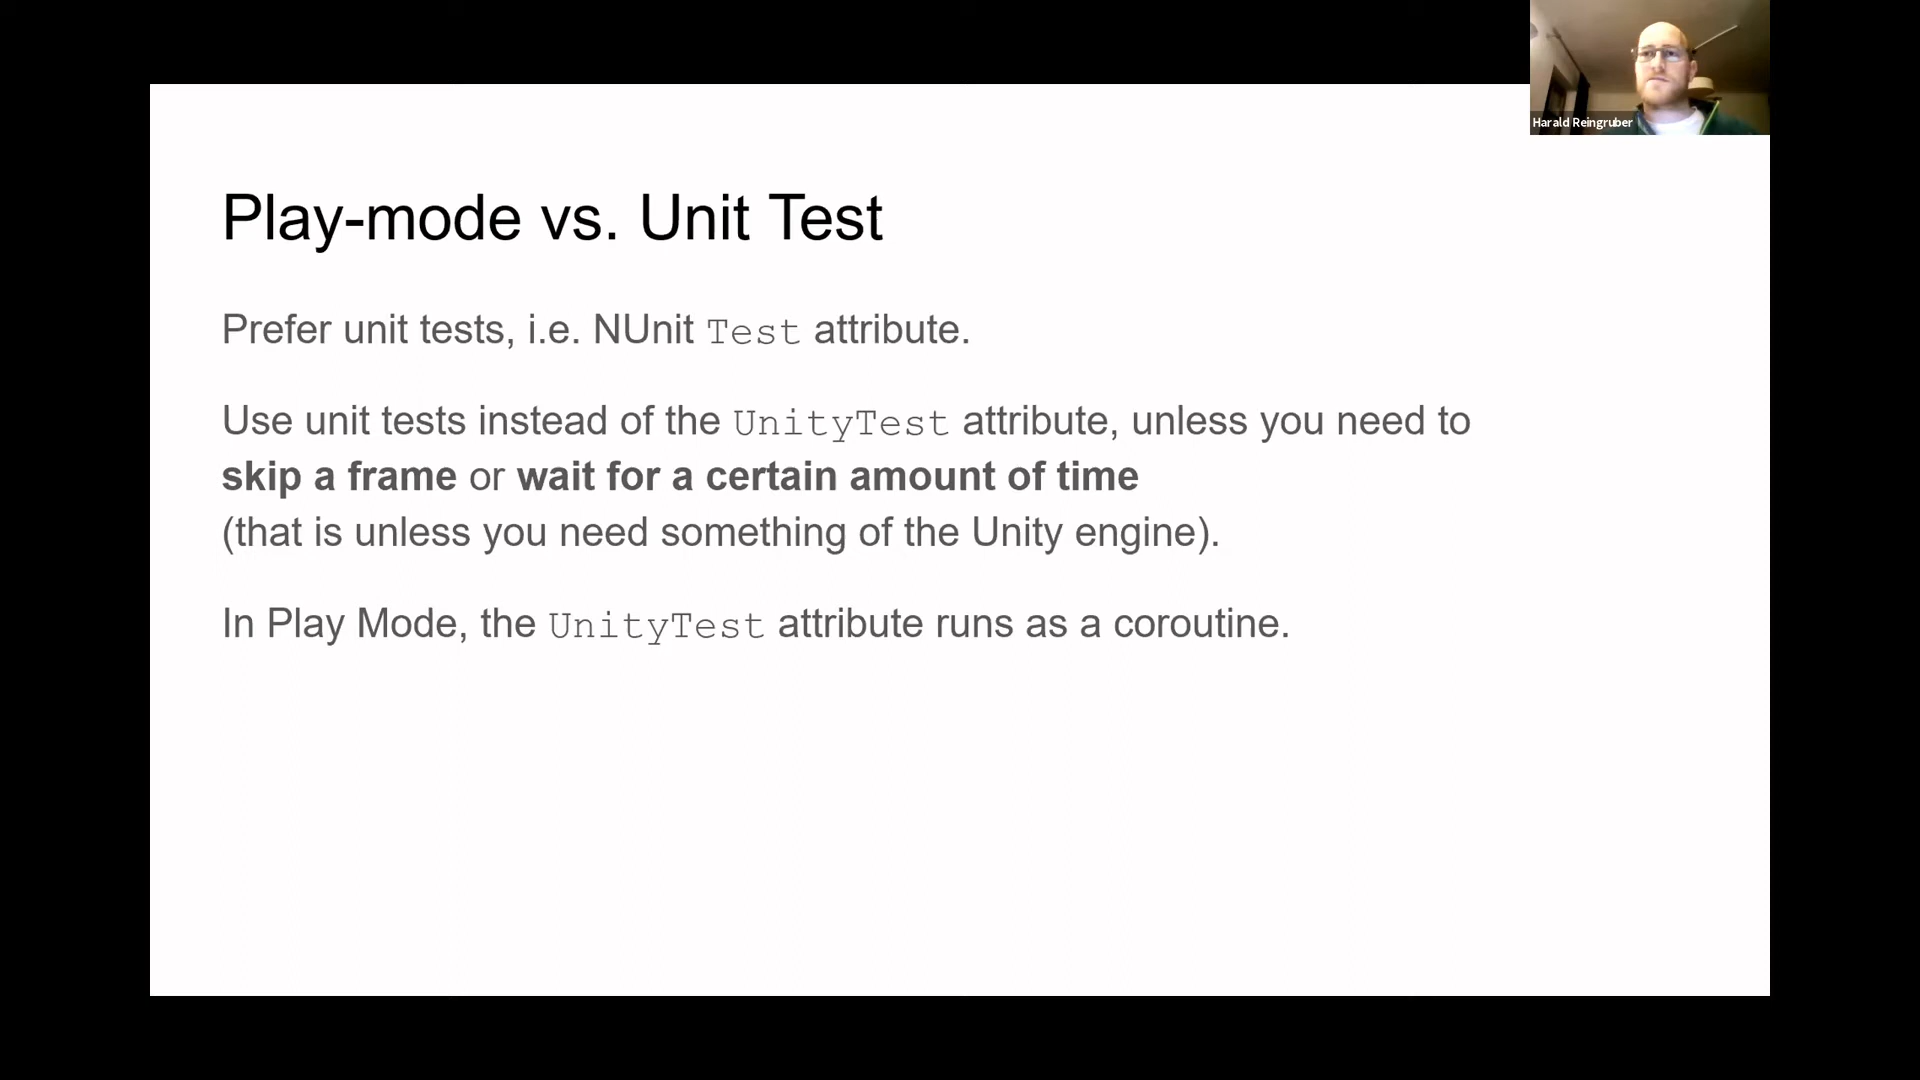 Harald Reingruber
Play-mode vs. Unit Test
Prefer unit tests, i.e. NUnit Test attribute.
Use unit tests instead of the UnityTest attribute, unless you need to
skip a frame or wait for a certain amount of time
(that is unless you need something of the Unity engine).
In Play Mode, the UnityTest attribute runs as a coroutine.